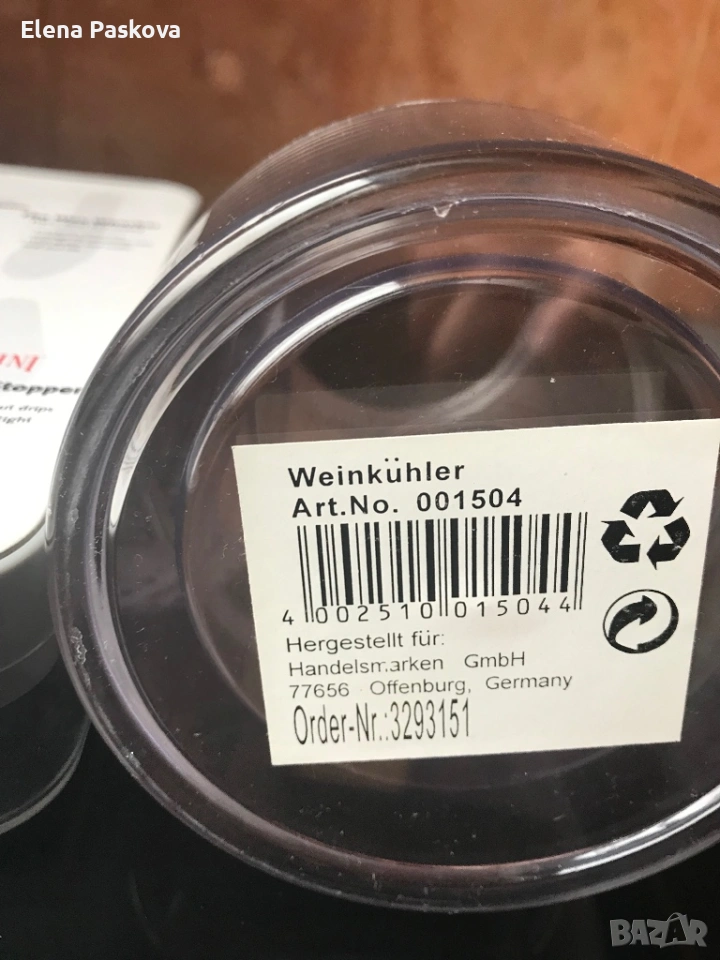 Elena Paskova
Stopper
drips
Weinkühler
Art.No. 001504
4 002510 015044
Hergestellt für:
Handelsmarken GmbH
77656 Offenburg, Germany
Order-Nr.:3293151
BAZAR